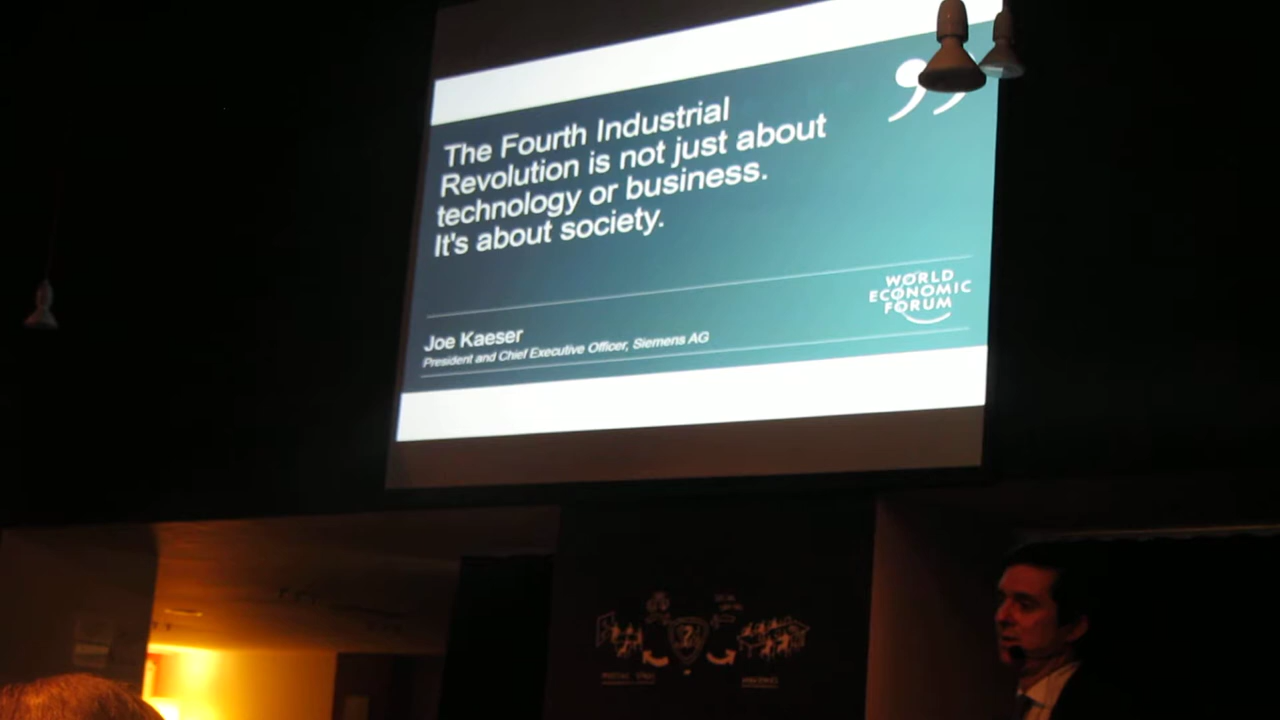 The Fourth Industrial
Revolution is not just about
technology or business.
It's about society.
WORLD
ECONOMIC
FORUM
Joe Kaeser
President and Chief Executive Officer, Siemens AG